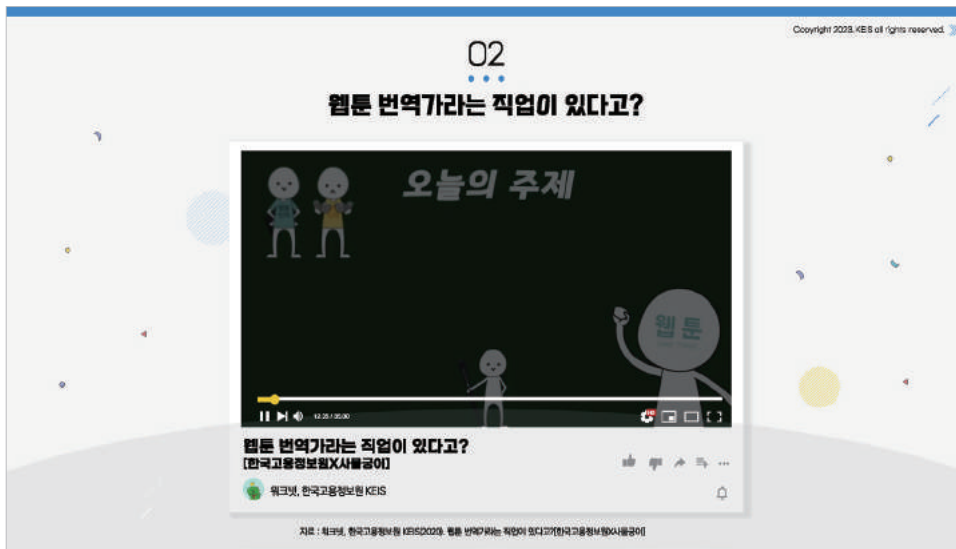 Copyright 2023. KEIS all rights reserved.
02
웹툰 번역가라는 직업이 있다고?
오늘의 주제
웹툰
12:25 / 35:00
HD
웹툰 번역가라는 직업이 있다고?
[한국고용정보원X사물궁이]
워크넷, 한국고용정보원 KEIS
자료 : 워크넷, 한국고용정보원 KEIS(2020). 웹툰 번역가라는 직업이 있다고?[한국고용정보원X사물궁이]